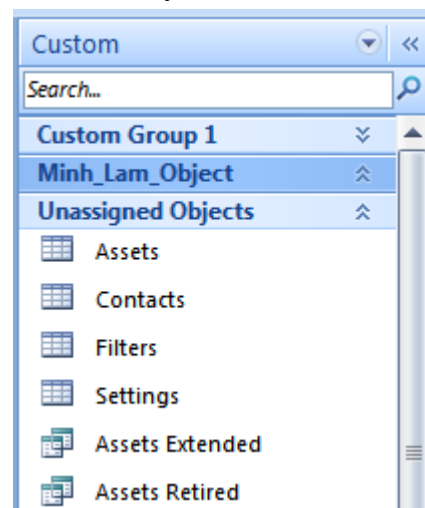 Custom
Search...
Custom Group 1
Minh_Lam_Object
Unassigned Objects
Assets
Contacts
Filters
Settings
Assets Extended
Assets Retired